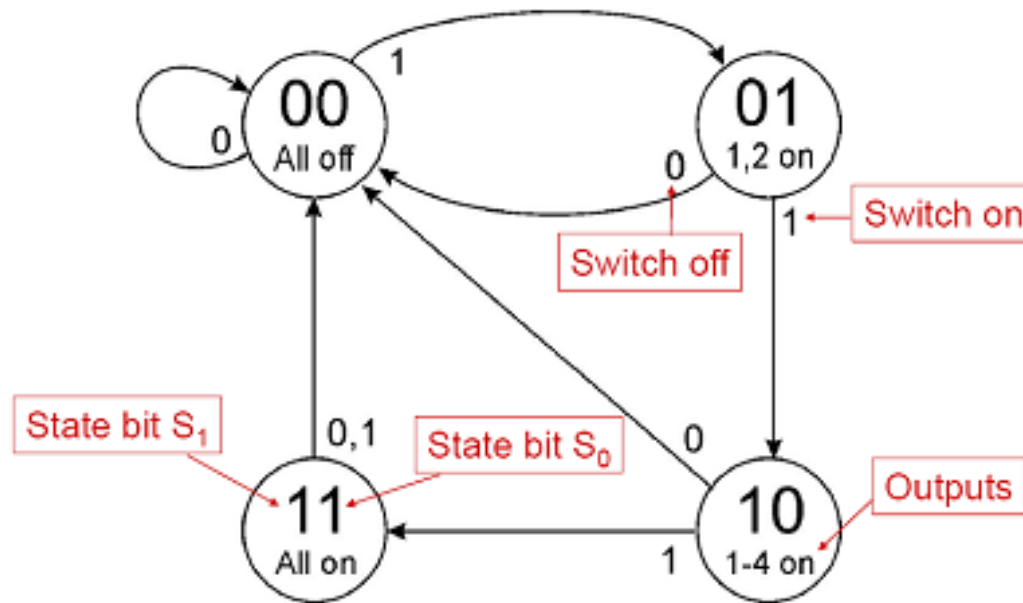 1
00
All off
0
01
1,2 on
0
1
Switch on
Switch off
State bit S₁
0,1
State bit S₀
0
Outputs
11
All on
10
1-4 on
1